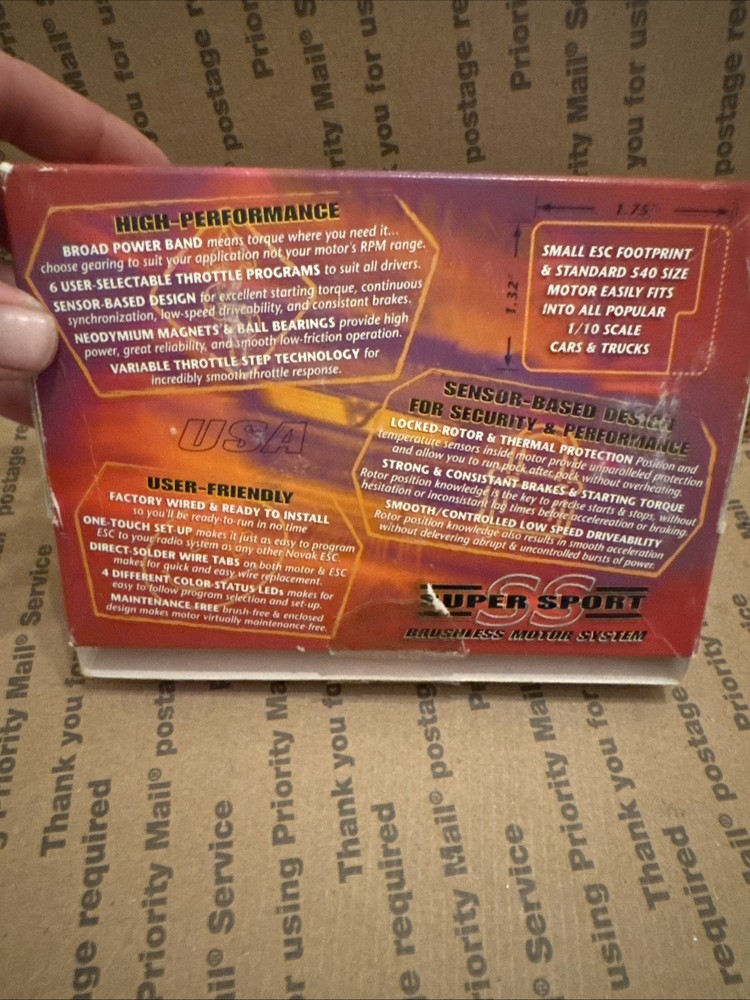 HIGH-PERFORMANCE
BROAD POWER BAND means torque where you need it...
choose gearing to suit your application not your motor's RPM range.
6 USER-SELECTABLE THROTTLE PROGRAMS to suit all drivers.
SENSOR-BASED DESIGN for excellent starting torque, continuous
synchronization, low-speed driveability, and consistant brakes.
NEODYMIUM MAGNETS & BALL BEARINGS provide high
power, great reliability, and smooth low-friction operation.
VARIABLE THROTTLE STEP TECHNOLOGY for
incredibly smooth throttle response.
1.75"
1.32"
SMALL ESC FOOTPRINT
& STANDARD 540 SIZE
MOTOR EASILY FITS
INTO ALL POPULAR
1/10 SCALE
CARS & TRUCKS
SENSOR-BASED DESIGN
FOR SECURITY & PERFORMANCE
LOCKED-ROTOR & THERMAL PROTECTION Position and
temperature sensors inside motor provide unparalleled protection
and allow you to run pack after pack without overheating.
STRONG & CONSISTANT BRAKES & STARTING TORQUE
Rotor position knowledge is the key to precise starts & stops, without
hesitation or inconsistant lag times before accelereration or braking.
SMOOTH/CONTROLLED LOW SPEED DRIVEABILITY
Rotor position knowledge also results in smooth acceleration
without delevering abrupt & uncontrolled bursts of power.
USA
USER-FRIENDLY
FACTORY WIRED & READY TO INSTALL
so you'll be ready-to-run in no time
ONE-TOUCH SET-UP makes it just as easy to program
ESC to your radio system as any other Novak ESC.
DIRECT-SOLDER WIRE TABS on both motor & ESC
makes for quick and easy wire replacement.
4 DIFFERENT COLOR STATUS LEDs makes for
easy to follow program selection and set-up.
MAINTENANCE FREE brush-free & enclosed
design makes motor virtually maintenance-free.
SS
SUPER SPORT
BRUSHLESS MOTOR SYSTEM
Thank you for using Priority Mail® Service
postage required